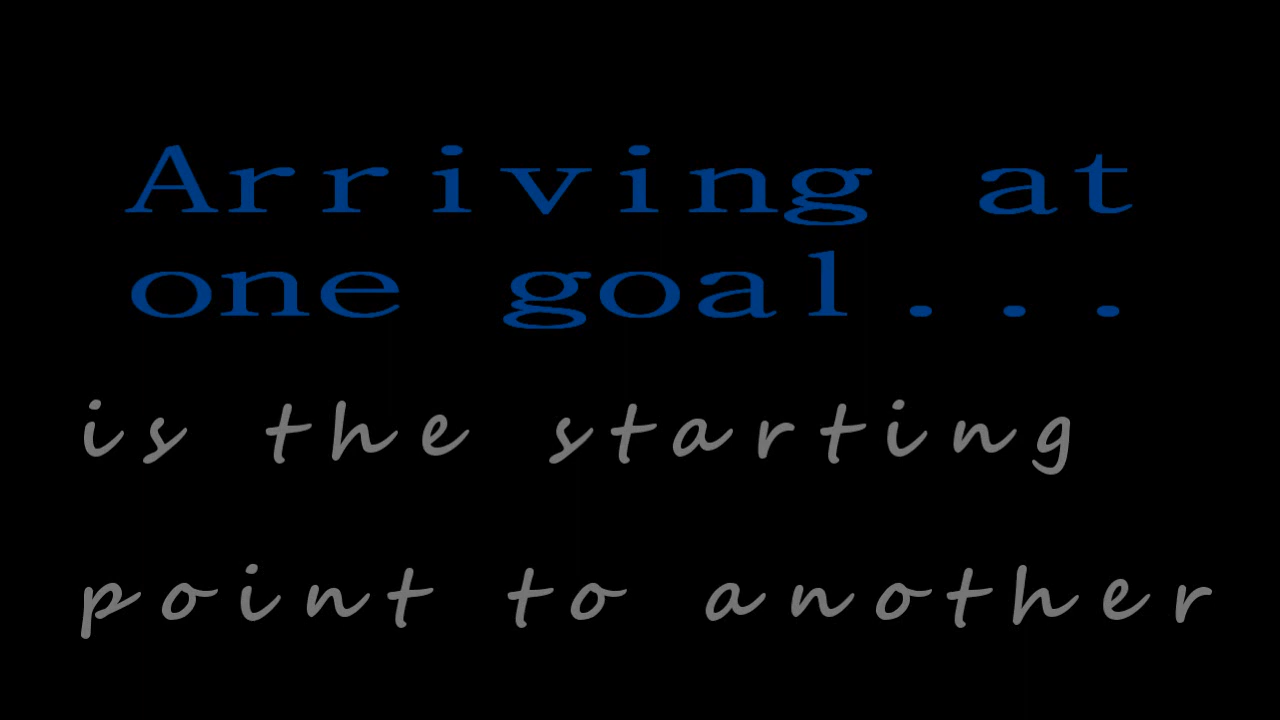 Arriving at
one goal...
is the starting
point to another